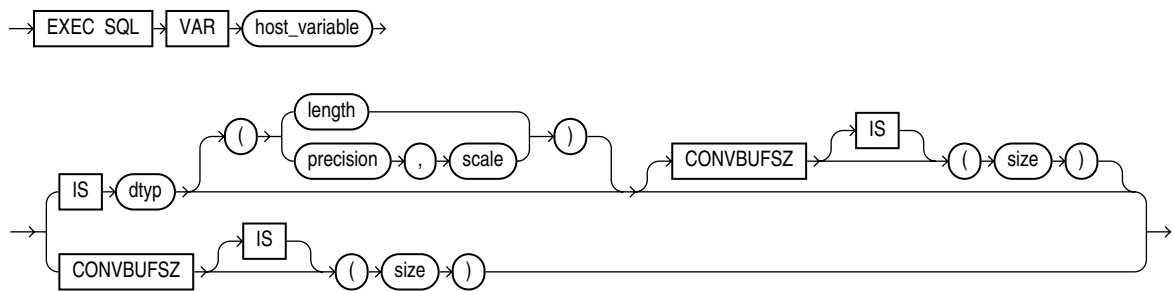 EXEC SQL VAR host_variable
length
( )
precision , scale
IS
CONVBUFSZ ( size )
IS dtyp
IS
CONVBUFSZ ( size )